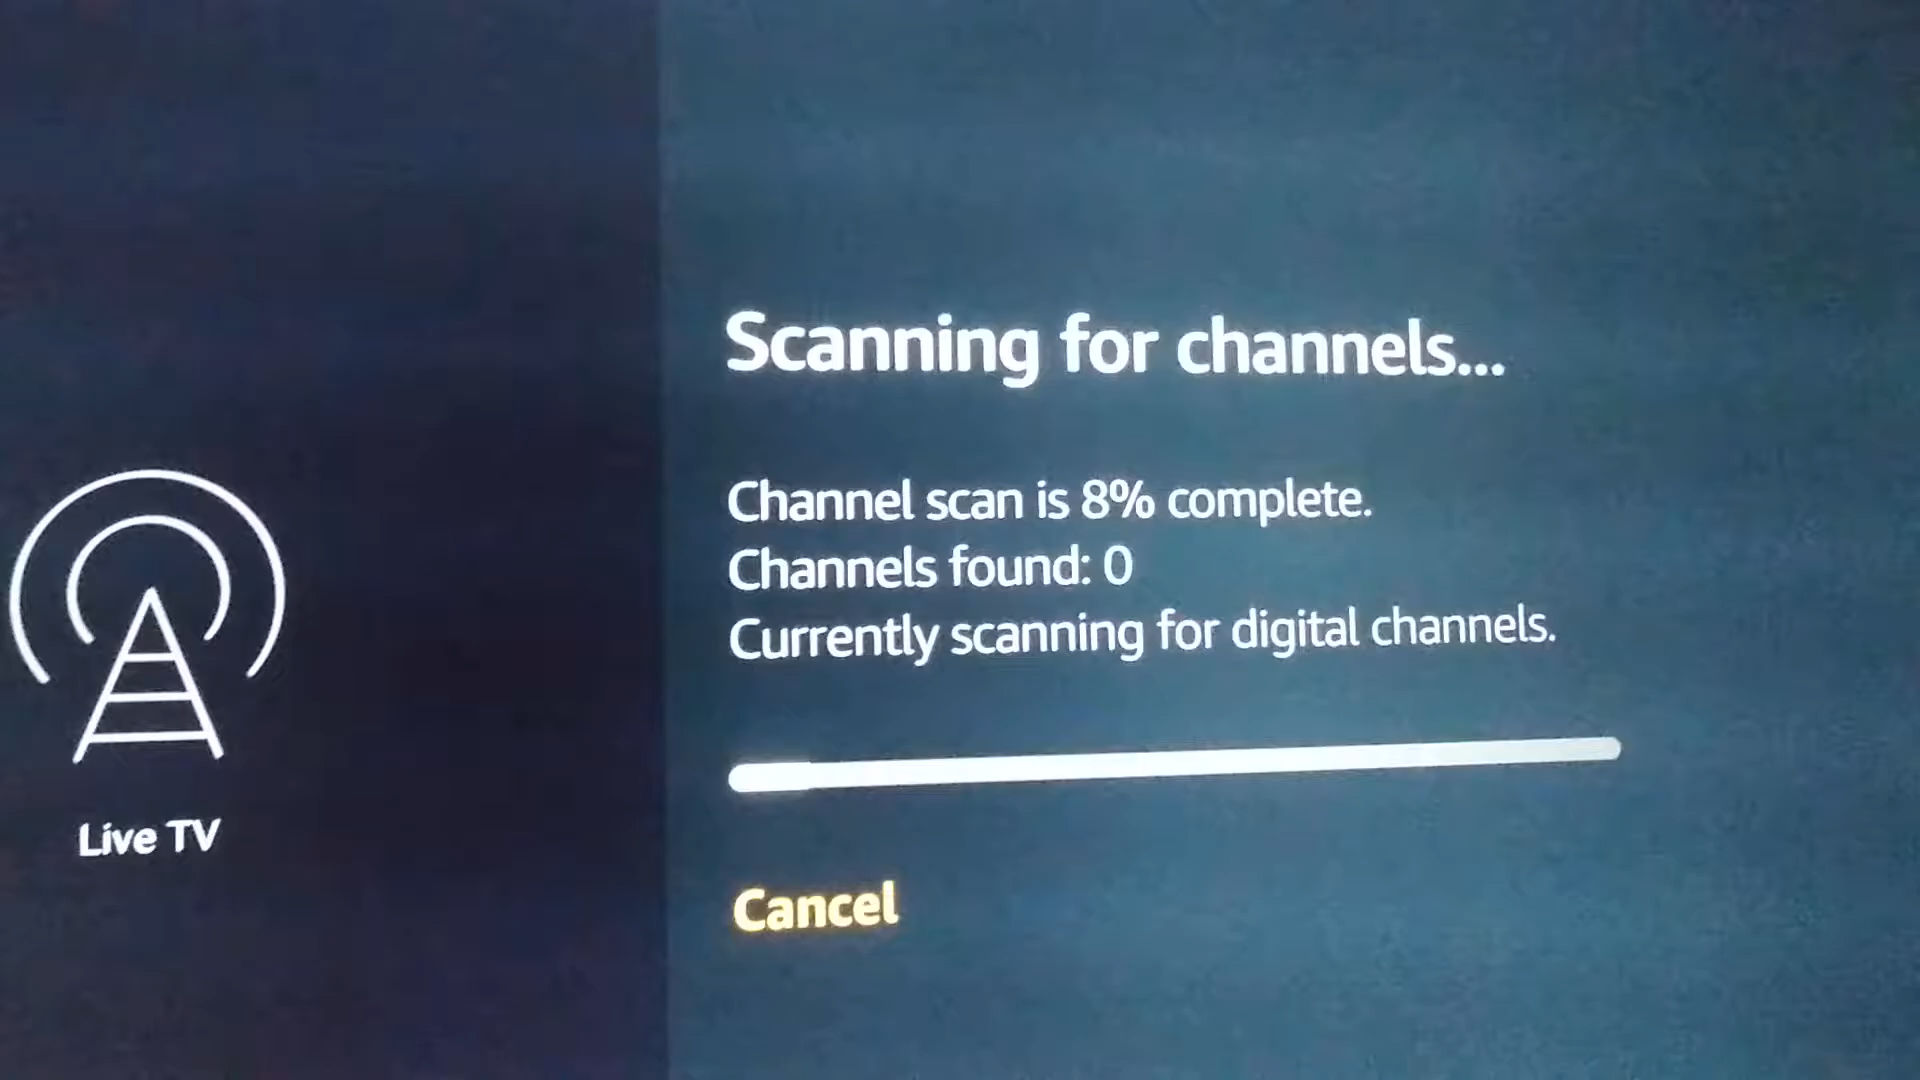 Scanning for channels...
Channel scan is 8% complete.
Channels found: 0
Currently scanning for digital channels.
Live TV
Cancel